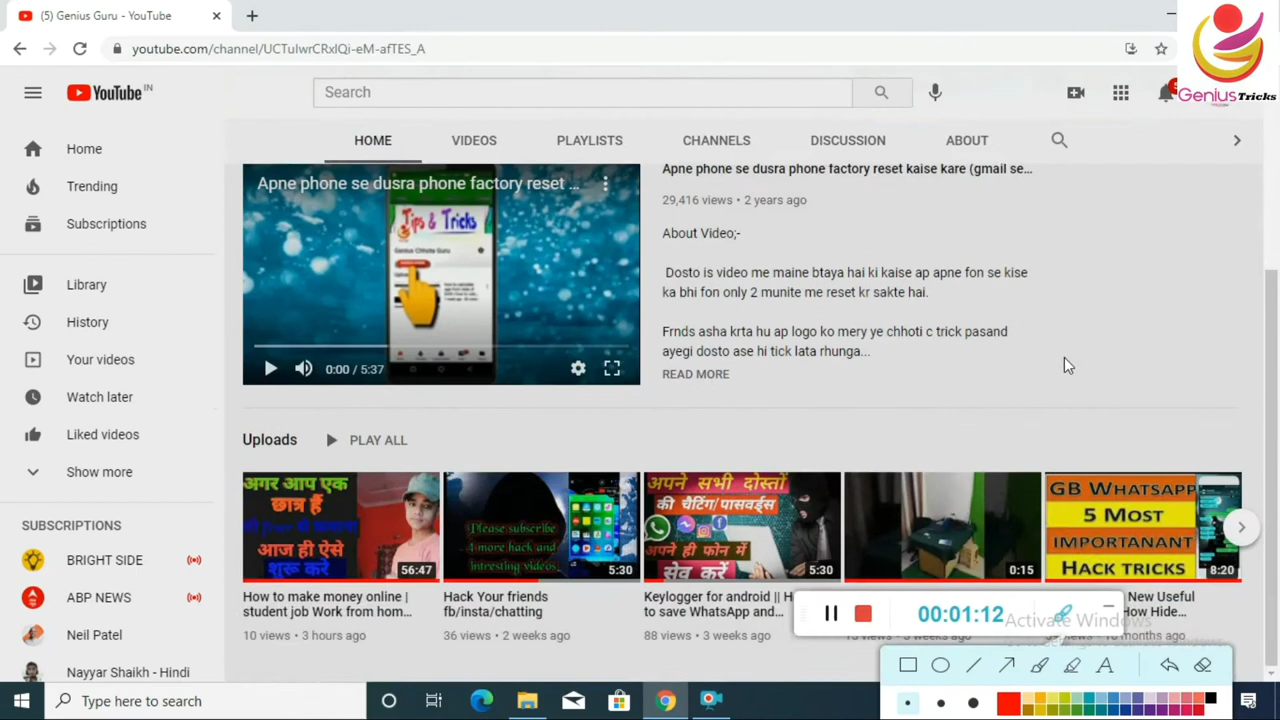 (5) Genius Guru - YouTube
youtube.com/channel/UCTulwrCRxlQi-eM-afTES_A
Genius Tricks
YouTube IN
Search
HOME VIDEOS PLAYLISTS CHANNELS DISCUSSION ABOUT
Home
Trending
Subscriptions
Library
History
Your videos
Watch later
Liked videos
Show more
SUBSCRIPTIONS
BRIGHT SIDE
ABP NEWS
Neil Patel
Nayyar Shaikh - Hindi
Apne phone se dusra phone factory reset ...
Tips & Tricks
Genius Chhota Guru
0:00 / 5:37
Apne phone se dusra phone factory reset kaise kare (gmail se...
29,416 views • 2 years ago
About Video;-
Dosto is video me maine btaya hai ki kaise ap apne fon se kise
ka bhi fon only 2 munite me reset kr sakte hai.
Frnds asha krta hu ap logo ko mery ye chhoti c trick pasand
ayegi dosto ase hi tick lata rhunga...
READ MORE
Uploads PLAY ALL
अगर आप एक
छात्र हैं
आज ही ऐसे
शुरू करे
56:47
How to make money online |
student job Work from hom...
10 views • 3 hours ago
Please subscribe
4 more hack and
intresting videos
5:30
Hack Your friends
fb/insta/chatting
36 views • 2 weeks ago
अपने सभी दोस्तों
की चैटिंग/पासवर्ड्स
अपने ही फोन में
सेव करें
5:30
Keylogger for android || H
to save WhatsApp and...
88 views • 3 weeks ago
0:15
3 weeks ago
GB WHATSAPP
5 MOST
IMPORTANANT
HACK TRICKS
8:20
New Useful
How Hide...
months ago
00:01:12
Activate Windows
A
Type here to search